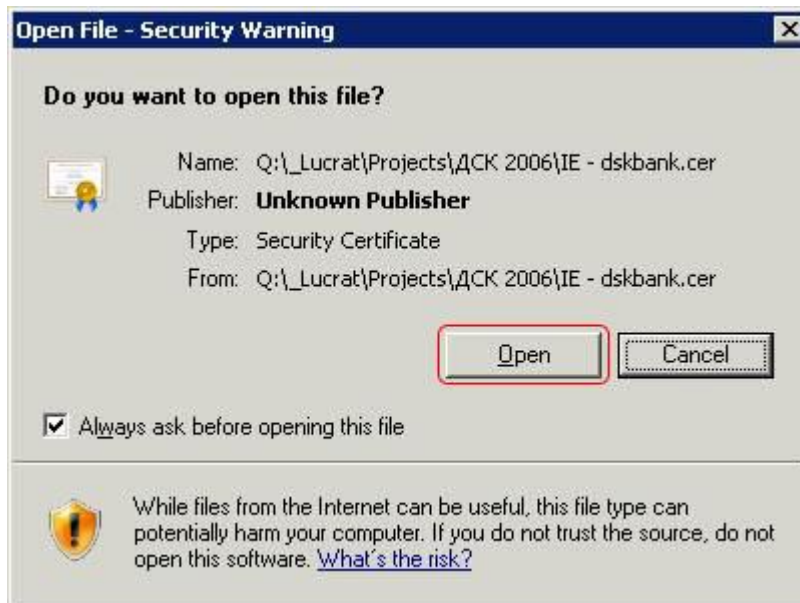 Open File - Security Warning
Do you want to open this file?
Name: Q:\_Lucrat\Projects\ДСК 2006\IE - dskbank.cer
Publisher: Unknown Publisher
Type: Security Certificate
From: Q:\_Lucrat\Projects\ДСК 2006\IE - dskbank.cer
Open Cancel
Always ask before opening this file
While files from the Internet can be useful, this file type can
potentially harm your computer. If you do not trust the source, do not
open this software. What's the risk?